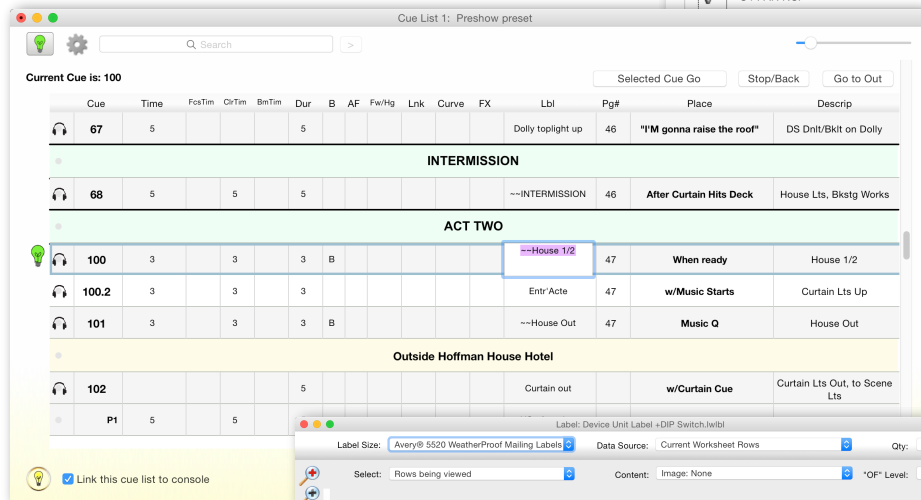 Cue List 1: Preshow preset
Search
>
Current Cue is: 100
Selected Cue Go Stop/Back Go to Out
Cue Time FcsTim ClrTim BmTim Dur B AF Fw/Hg Lnk Curve FX Lbl Pg# Place Descrip
67 5 5 Dolly toplight up 46 "I'M gonna raise the roof" DS Dnlt/Bklt on Dolly
INTERMISSION
68 5 5 5 ~~INTERMISSION 46 After Curtain Hits Deck House Lts, Bkstg Works
ACT TWO
100 3 3 3 B ~~House 1/2 47 When ready House 1/2
100.2 3 3 3 Entr'Acte 47 w/Music Starts Curtain Lts Up
101 3 3 3 B ~~House Out 47 Music Q House Out
Outside Hoffman House Hotel
102 5 Curtain out w/Curtain Cue Curtain Lts Out, to Scene
Lts
P1 5 5
Label: Device Unit Label +DIP Switch.lwlbl
Label Size: Avery® 5520 WeatherProof Mailing Labels Data Source: Current Worksheet Rows Qty:
Select: Rows being viewed Content: Image: None "OF" Level:
Link this cue list to console